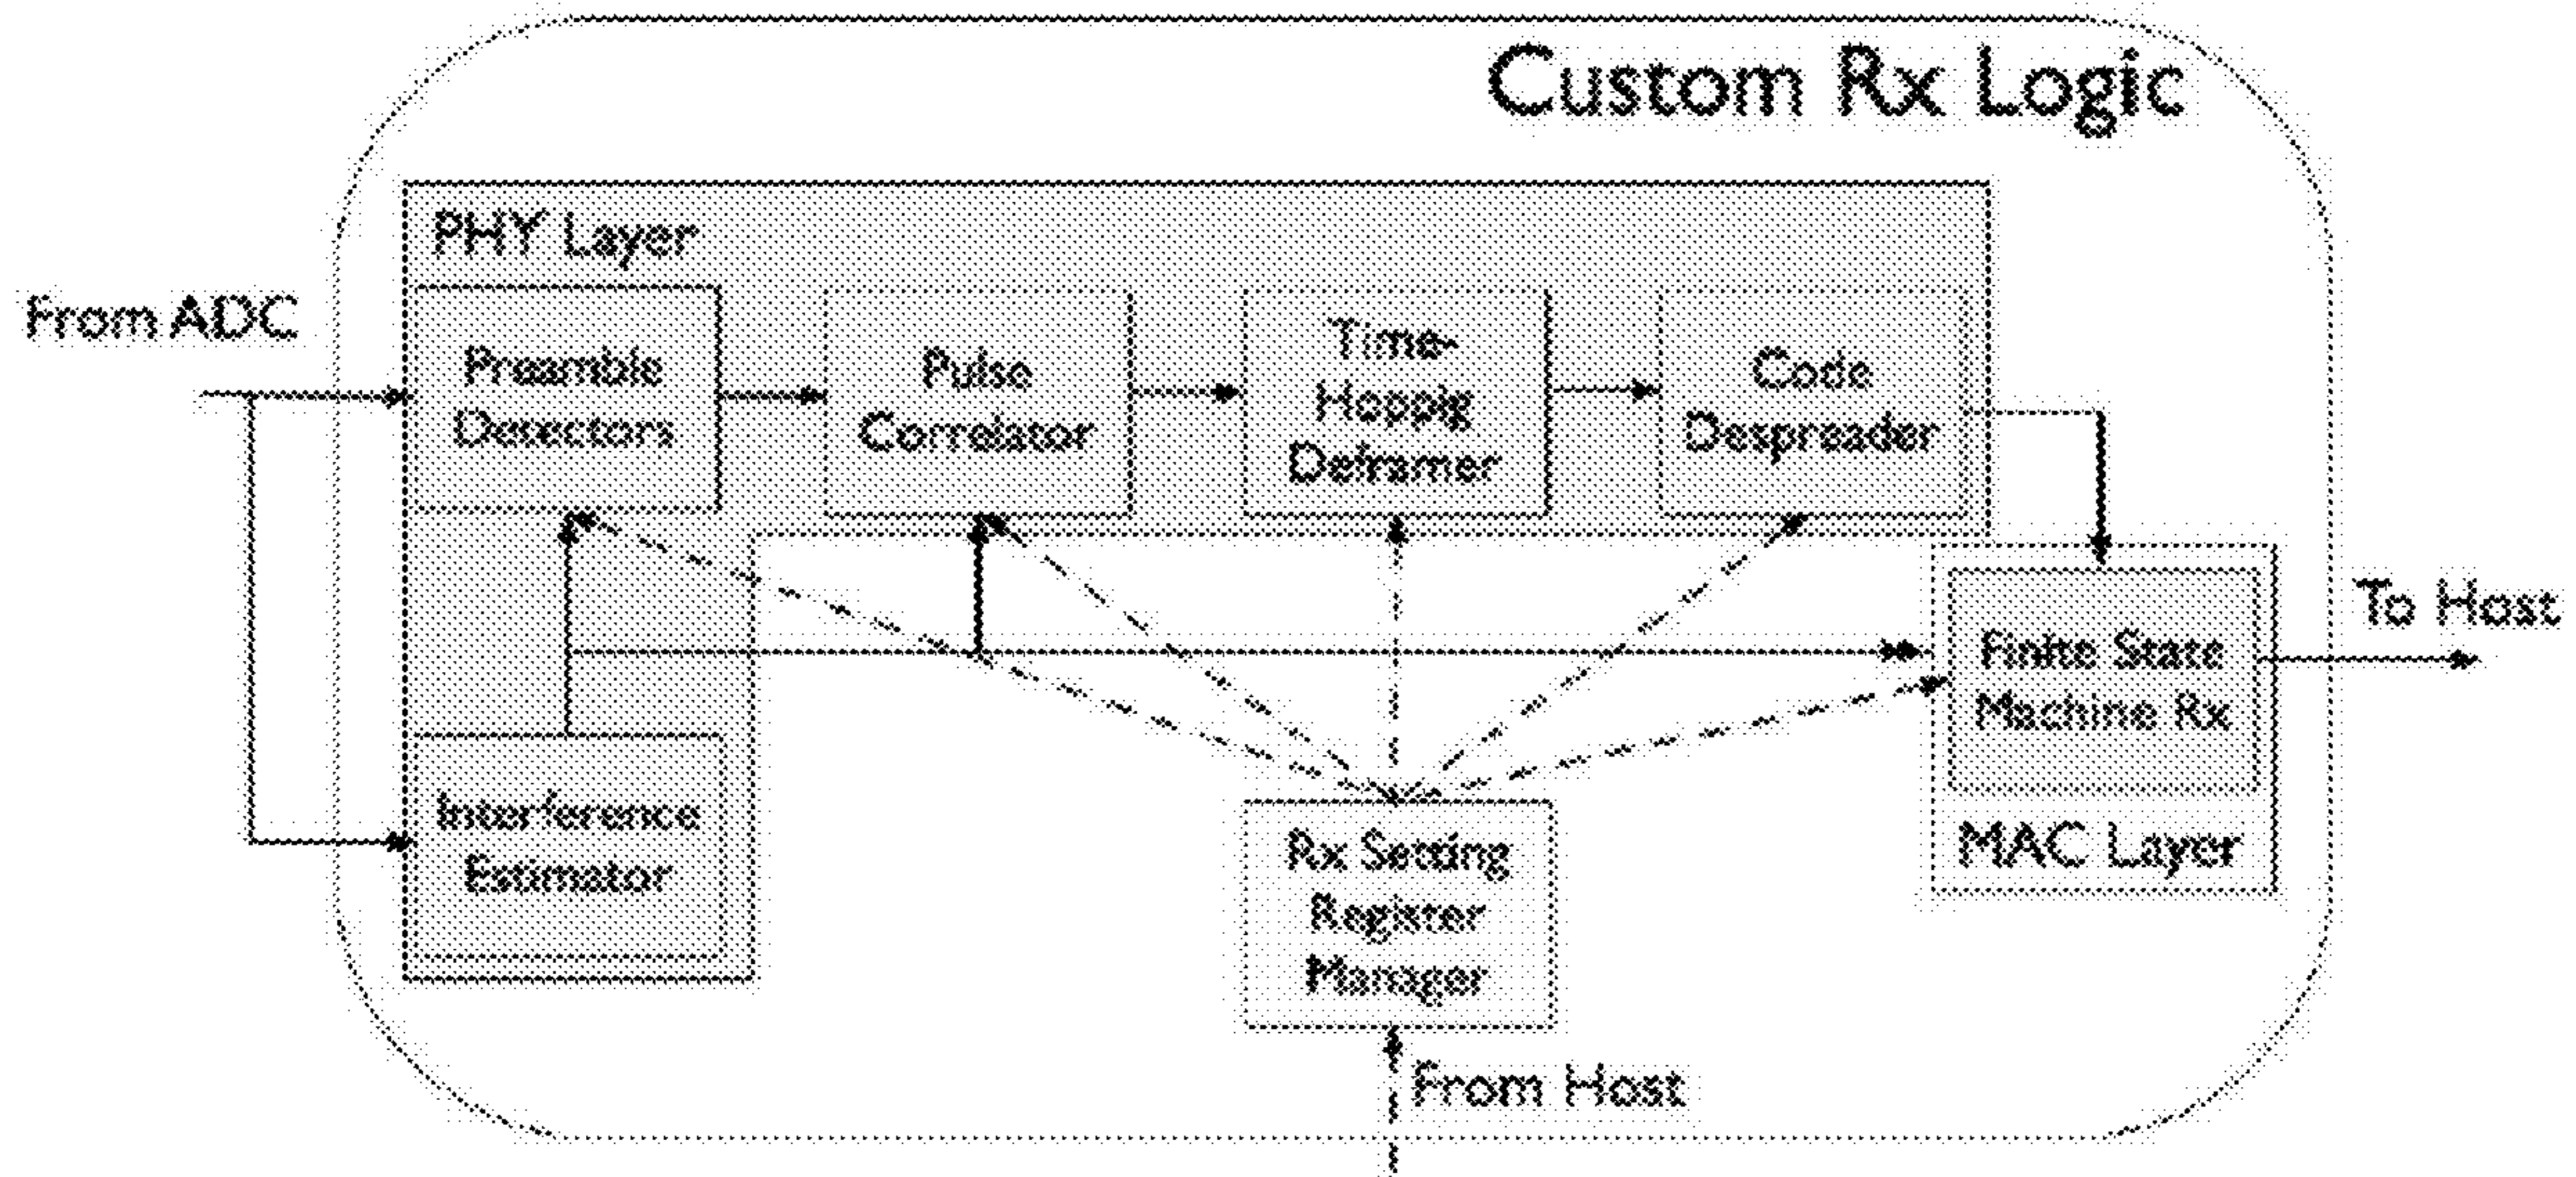 Custom Rx Logic
PHY Layer
From ADC
Preamble
Detectors
Pulse
Correlator
Time-
Hoppig
Deframer
Code
Despreader
To Host
Finite State
Machine Rx
MAC Layer
Interference
Estimator
Rx Setting
Register
Manager
From Host